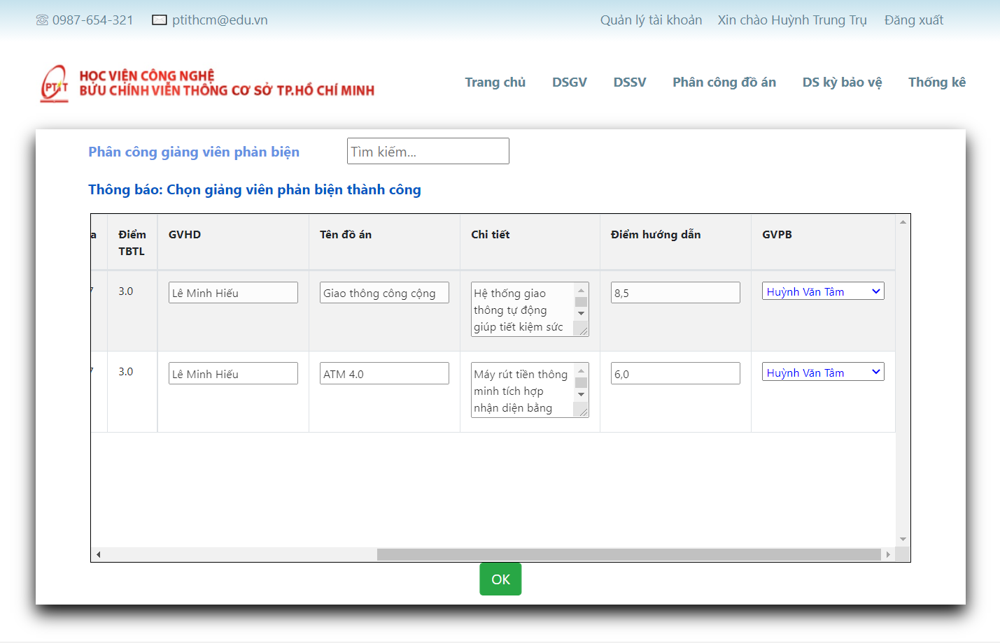 0987-654-321 ptithcm@edu.vn Quản lý tài khoản Xin chào Huỳnh Trung Trụ Đăng xuất
PTIT HỌC VIỆN CÔNG NGHỆ
BƯU CHÍNH VIỄN THÔNG CƠ SỞ TP.HỒ CHÍ MINH
Trang chủ DSGV DSSV Phân công đồ án DS kỳ bảo vệ Thống kê
Phân công giảng viên phản biện Tìm kiếm...
Thông báo: Chọn giảng viên phản biện thành công
a Điểm GVHD Tên đồ án Chi tiết Điểm hướng dẫn GVPB
TBTL
3.0 Lê Minh Hiếu Giao thông công cộng Hệ thống giao 8,5 Huỳnh Văn Tâm
thông tự động
giúp tiết kiệm sức
3.0 Lê Minh Hiếu ATM 4.0 Máy rút tiền thông 6,0 Huỳnh Văn Tâm
minh tích hợp
nhận diện bằng
OK